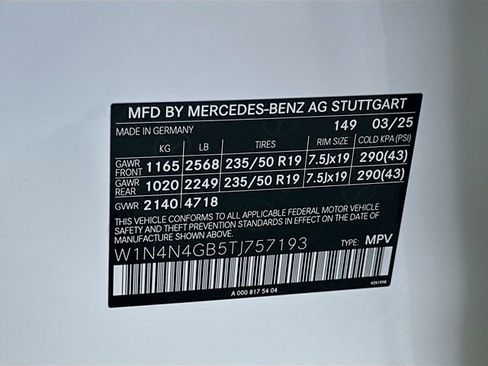 MFD BY MERCEDES-BENZ AG STUTTGART
MADE IN GERMANY 149 03/25
KG LB TIRES RIM SIZE COLD KPA(PSI)
GAWR FRONT 1165 2568 235/50 R19 7.5Jx19 290(43)
GAWR REAR 1020 2249 235/50 R19 7.5Jx19 290(43)
GVWR 2140 4718
THIS VEHICLE CONFORMS TO ALL APPLICABLE FEDERAL MOTOR VEHICLE
SAFETY, BUMPER, AND THEFT PREVENTION STANDARDS IN EFFECT ON THE DATE
OF MANUFACTURE SHOWN ABOVE.
W1N4N4GB5TJ757193 TYPE: MPV
A 000 817 54 04